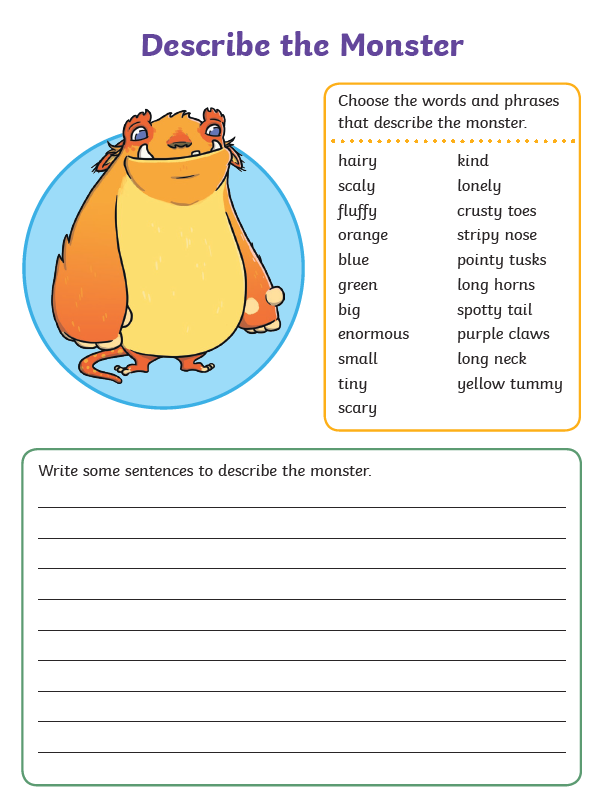 Describe the Monster
Choose the words and phrases
that describe the monster.
hairy
scaly
fluffy
orange
blue
green
big
enormous
small
tiny
scary
kind
lonely
crusty toes
stripy nose
pointy tusks
long horns
spotty tail
purple claws
long neck
yellow tummy
Write some sentences to describe the monster.